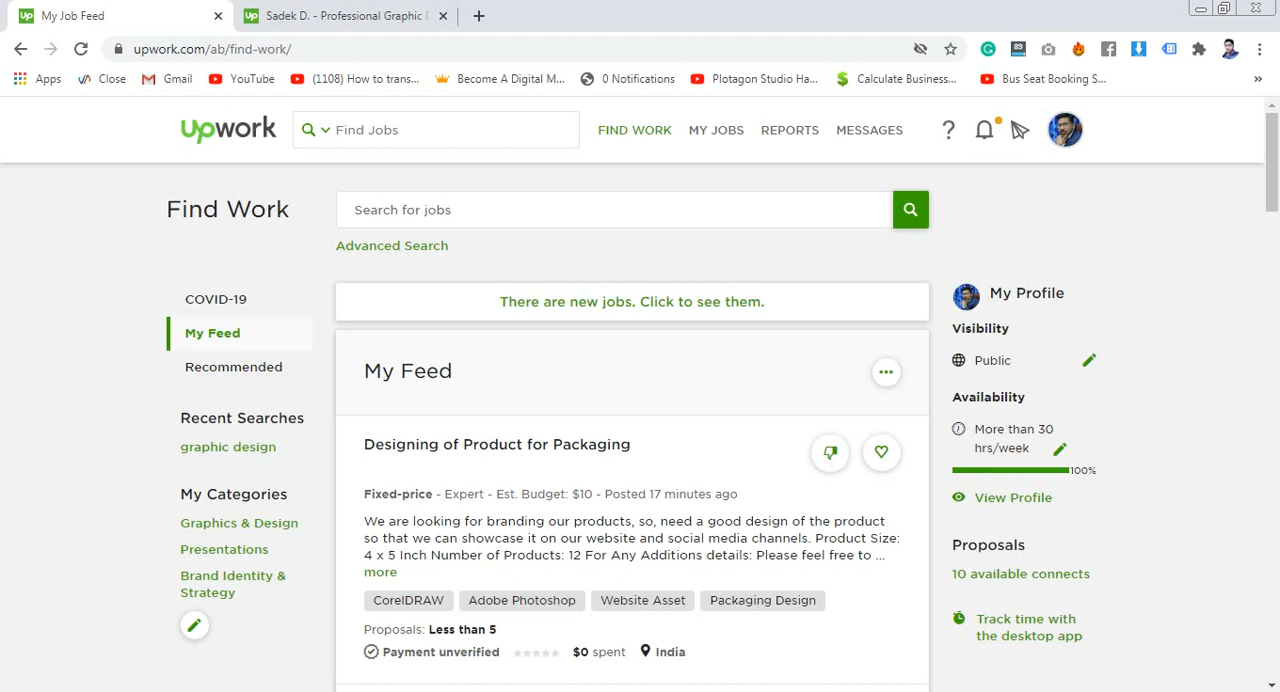 My Job Feed
Sadek D. - Professional Graphic
upwork.com/ab/find-work/
89
Apps
Close
Gmail
YouTube
(1108) How to trans...
Become A Digital M...
0 Notifications
Plotagon Studio Ha...
Calculate Business...
Bus Seat Booking S...
»
upwork
Find Jobs
FIND WORK
MY JOBS
REPORTS
MESSAGES
?
Find Work
Search for jobs
Advanced Search
COVID-19
My Feed
Recommended
Recent Searches
graphic design
My Categories
Graphics & Design
Presentations
Brand Identity &
Strategy
There are new jobs. Click to see them.
My Feed
Designing of Product for Packaging
Fixed-price - Expert - Est. Budget: $10 - Posted 17 minutes ago
We are looking for branding our products, so, need a good design of the product
so that we can showcase it on our website and social media channels. Product Size:
4 x 5 Inch Number of Products: 12 For Any Additions details: Please feel free to ...
more
CorelDRAW
Adobe Photoshop
Website Asset
Packaging Design
Proposals: Less than 5
Payment unverified
$0 spent
India
My Profile
Visibility
Public
Availability
More than 30
hrs/week
100%
View Profile
Proposals
10 available connects
Track time with
the desktop app